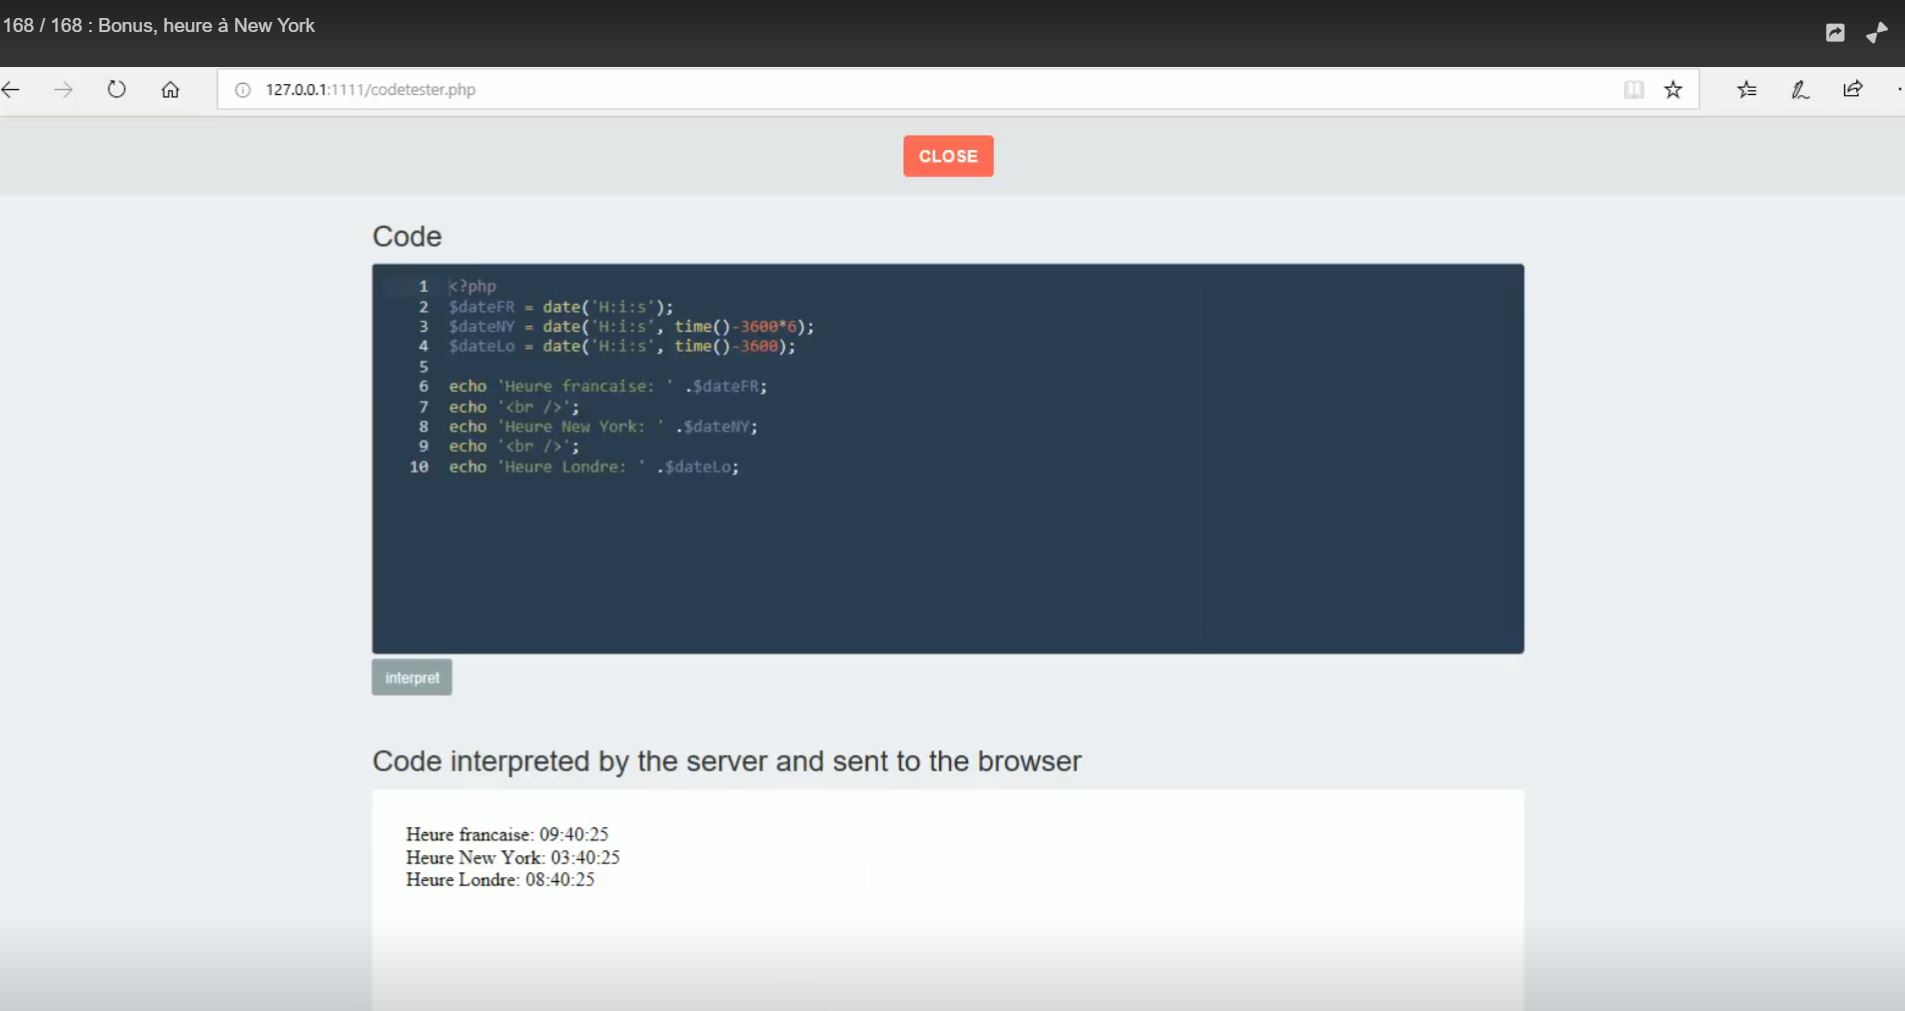 168 / 168 : Bonus, heure à New York
127.0.0.1:1111/codetester.php
CLOSE
Code
1 <?php
2 $dateFR = date('H:i:s');
3 $dateNY = date('H:i:s', time()-3600*6);
4 $dateLo = date('H:i:s', time()-3600);
5
6 echo 'Heure francaise: ' .$dateFR;
7 echo '<br />';
8 echo 'Heure New York: ' .$dateNY;
9 echo '<br />';
10 echo 'Heure Londre: ' .$dateLo;
interpret
Code interpreted by the server and sent to the browser
Heure francaise: 09:40:25
Heure New York: 03:40:25
Heure Londre: 08:40:25